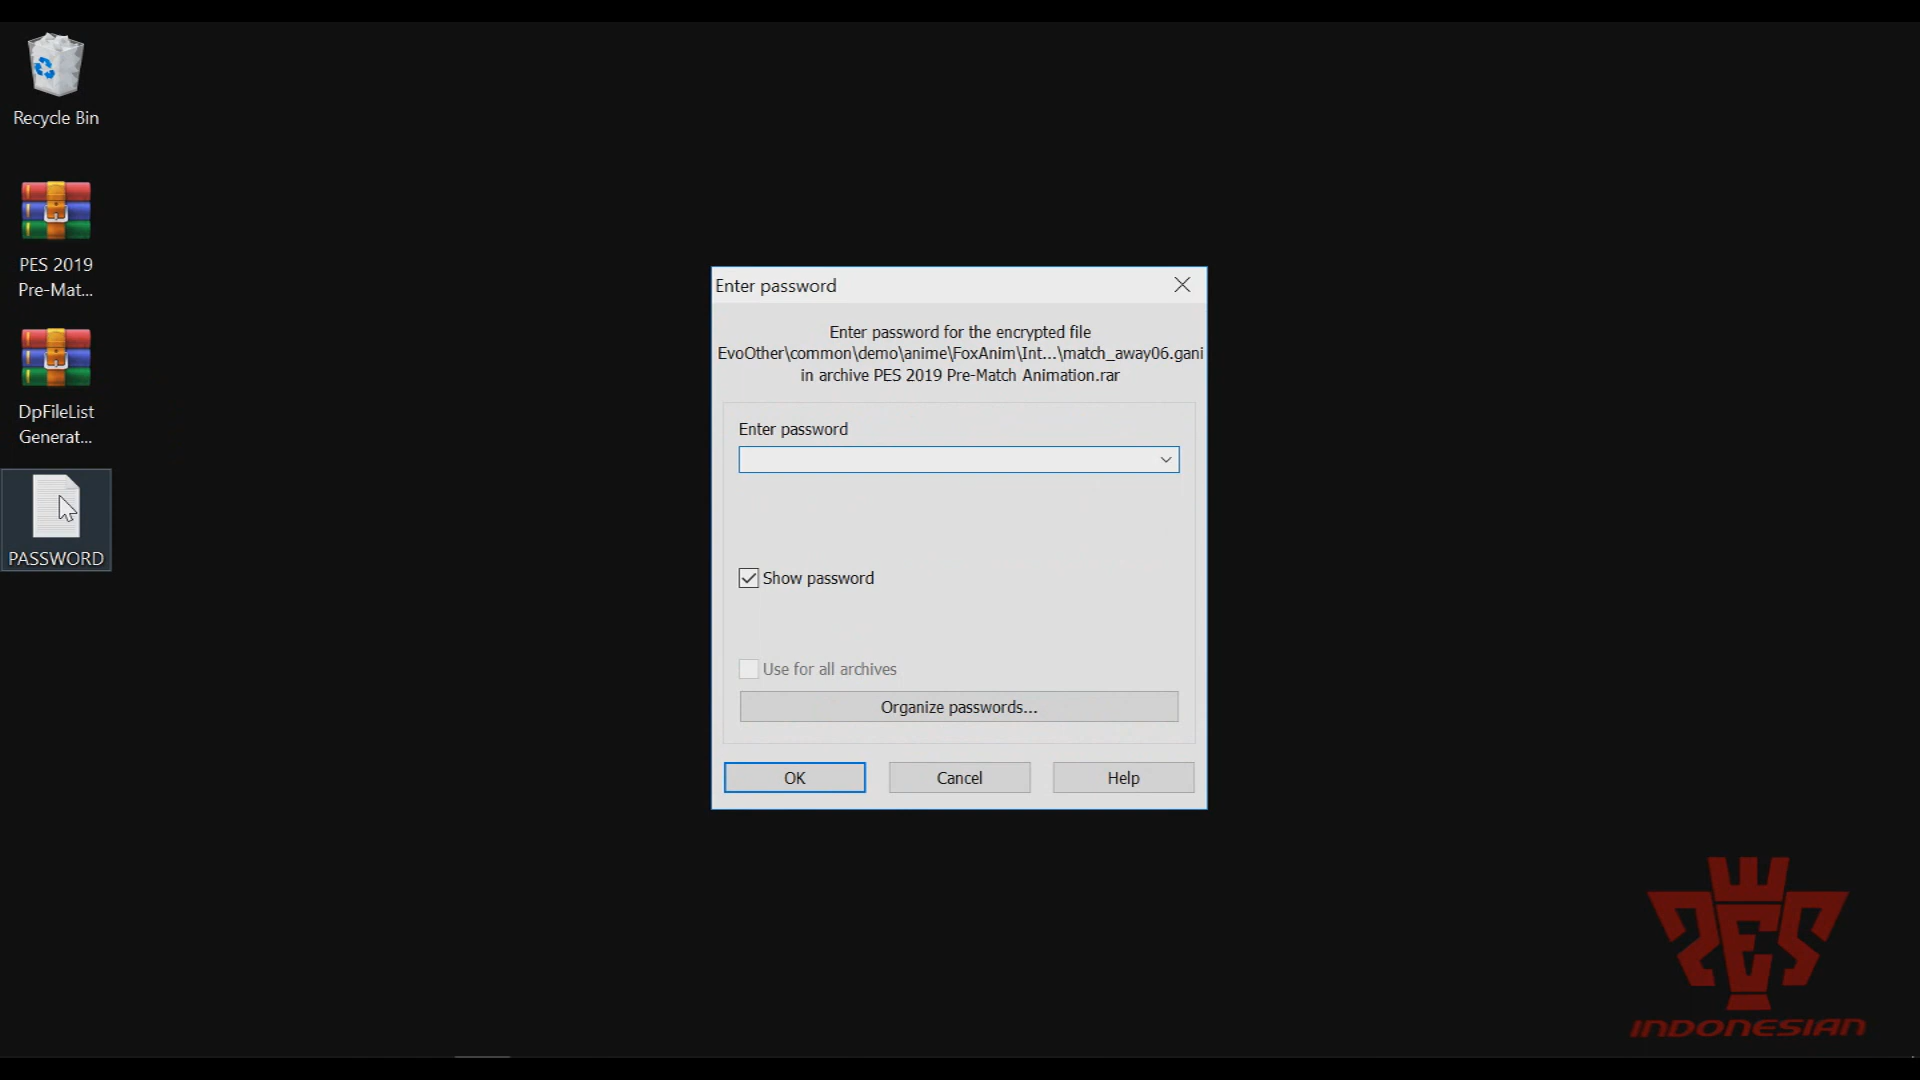 Recycle Bin
PES 2019
Pre-Mat...
DpFileList
Generat...
PASSWORD
Enter password
Enter password for the encrypted file
EvoOther\common\demo\anime\FoxAnim\Int...\match_away06.gani
in archive PES 2019 Pre-Match Animation.rar
Enter password
Show password
Use for all archives
Organize passwords...
OK
Cancel
Help
PES
INDONESIAN